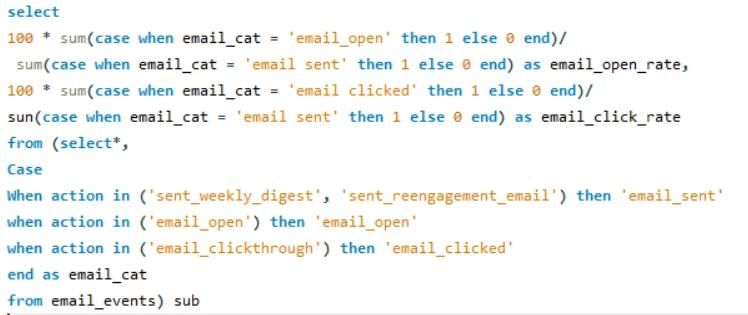 select
100 * sum(case when email_cat = 'email_open' then 1 else 0 end)/
sum(case when email_cat = 'email sent' then 1 else 0 end) as email_open_rate,
100 * sum(case when email_cat = 'email clicked' then 1 else 0 end)/
sun(case when email_cat = 'email sent' then 1 else 0 end) as email_click_rate
from (select*,
Case
When action in ('sent_weekly_digest', 'sent_reengagement_email') then 'email_sent'
when action in ('email_open') then 'email_open'
when action in ('email_clickthrough') then 'email_clicked'
end as email_cat
from email_events) sub